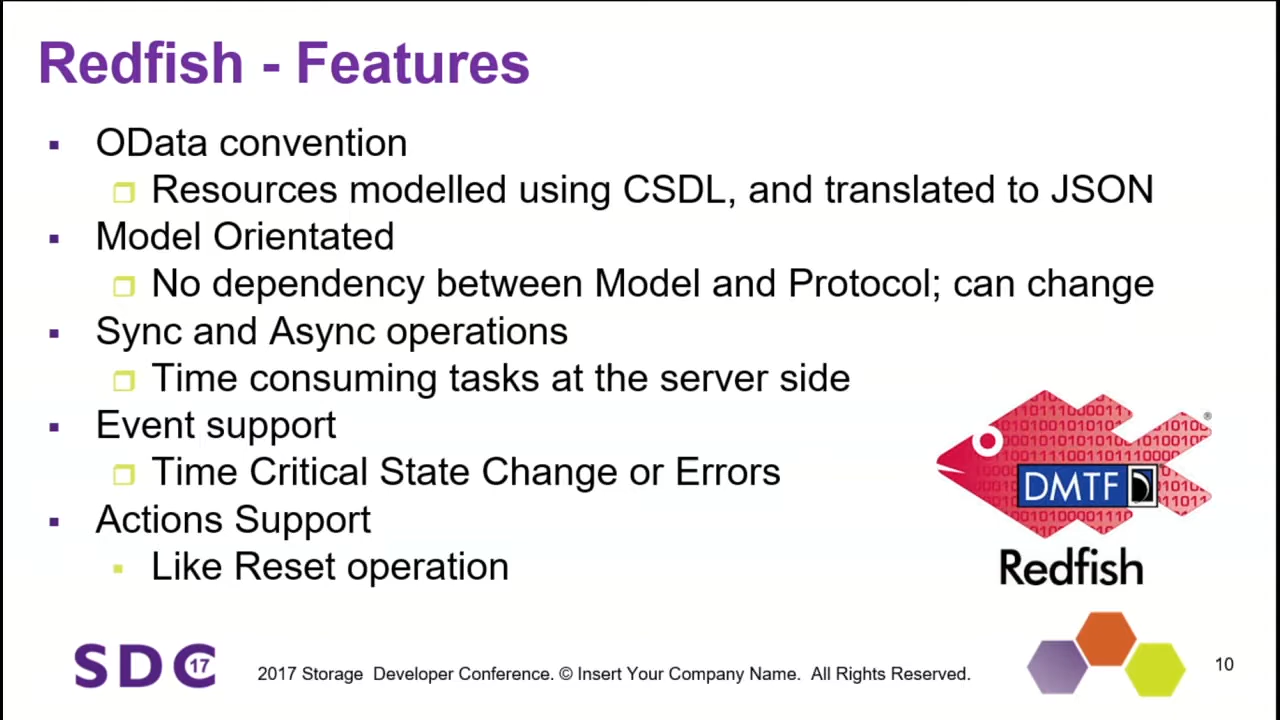 Redfish - Features
OData convention
Resources modelled using CSDL, and translated to JSON
Model Orientated
No dependency between Model and Protocol; can change
Sync and Async operations
Time consuming tasks at the server side
Event support
Time Critical State Change or Errors
Actions Support
Like Reset operation
DMTF
®
Redfish
SDC 17
2017 Storage Developer Conference. © Insert Your Company Name. All Rights Reserved.
10